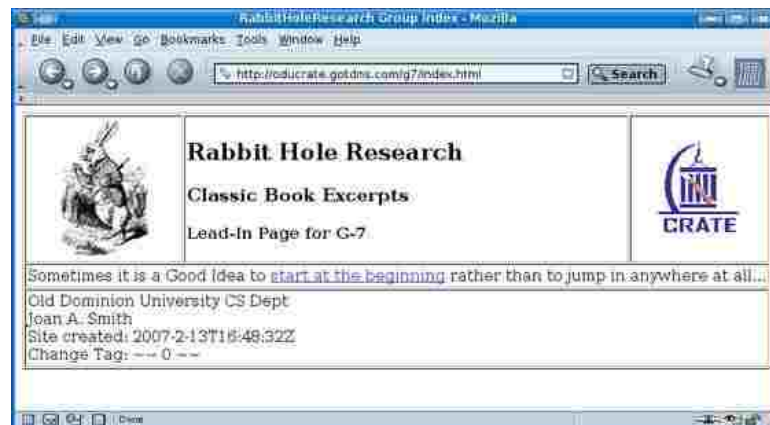 RabbitHoleResearch Group Index - Mozilla
File Edit View Go Bookmarks Tools Window Help
http://oducrate.gotdns.com/g7/index.html Search
Rabbit Hole Research
Classic Book Excerpts
Lead-In Page for G-7
CRATE
Sometimes it is a Good Idea to start at the beginning rather than to jump in anywhere at all...
Old Dominion University CS Dept
Joan A. Smith
Site created: 2007-2-13T16:48:32Z
Change Tag: ~~ 0 ~~
Done